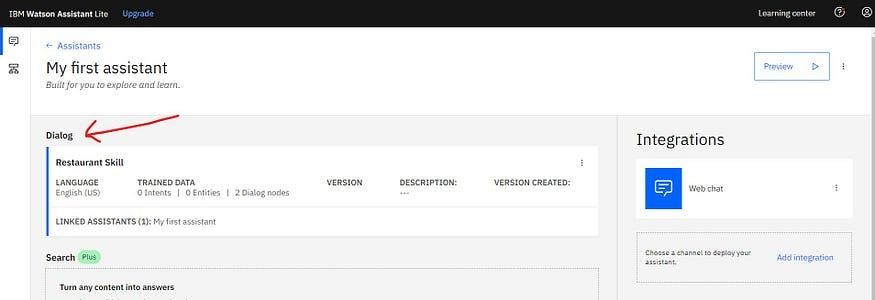 IBM Watson Assistant Lite Upgrade Learning center
← Assistants
My first assistant
Built for you to explore and learn.
Preview
Dialog
Restaurant Skill
LANGUAGE TRAINED DATA VERSION DESCRIPTION: VERSION CREATED:
English (US) 0 Intents | 0 Entities | 2 Dialog nodes ---
LINKED ASSISTANTS (1): My first assistant
Search Plus
Turn any content into answers
Integrations
Web chat
Choose a channel to deploy your
assistant.
Add integration